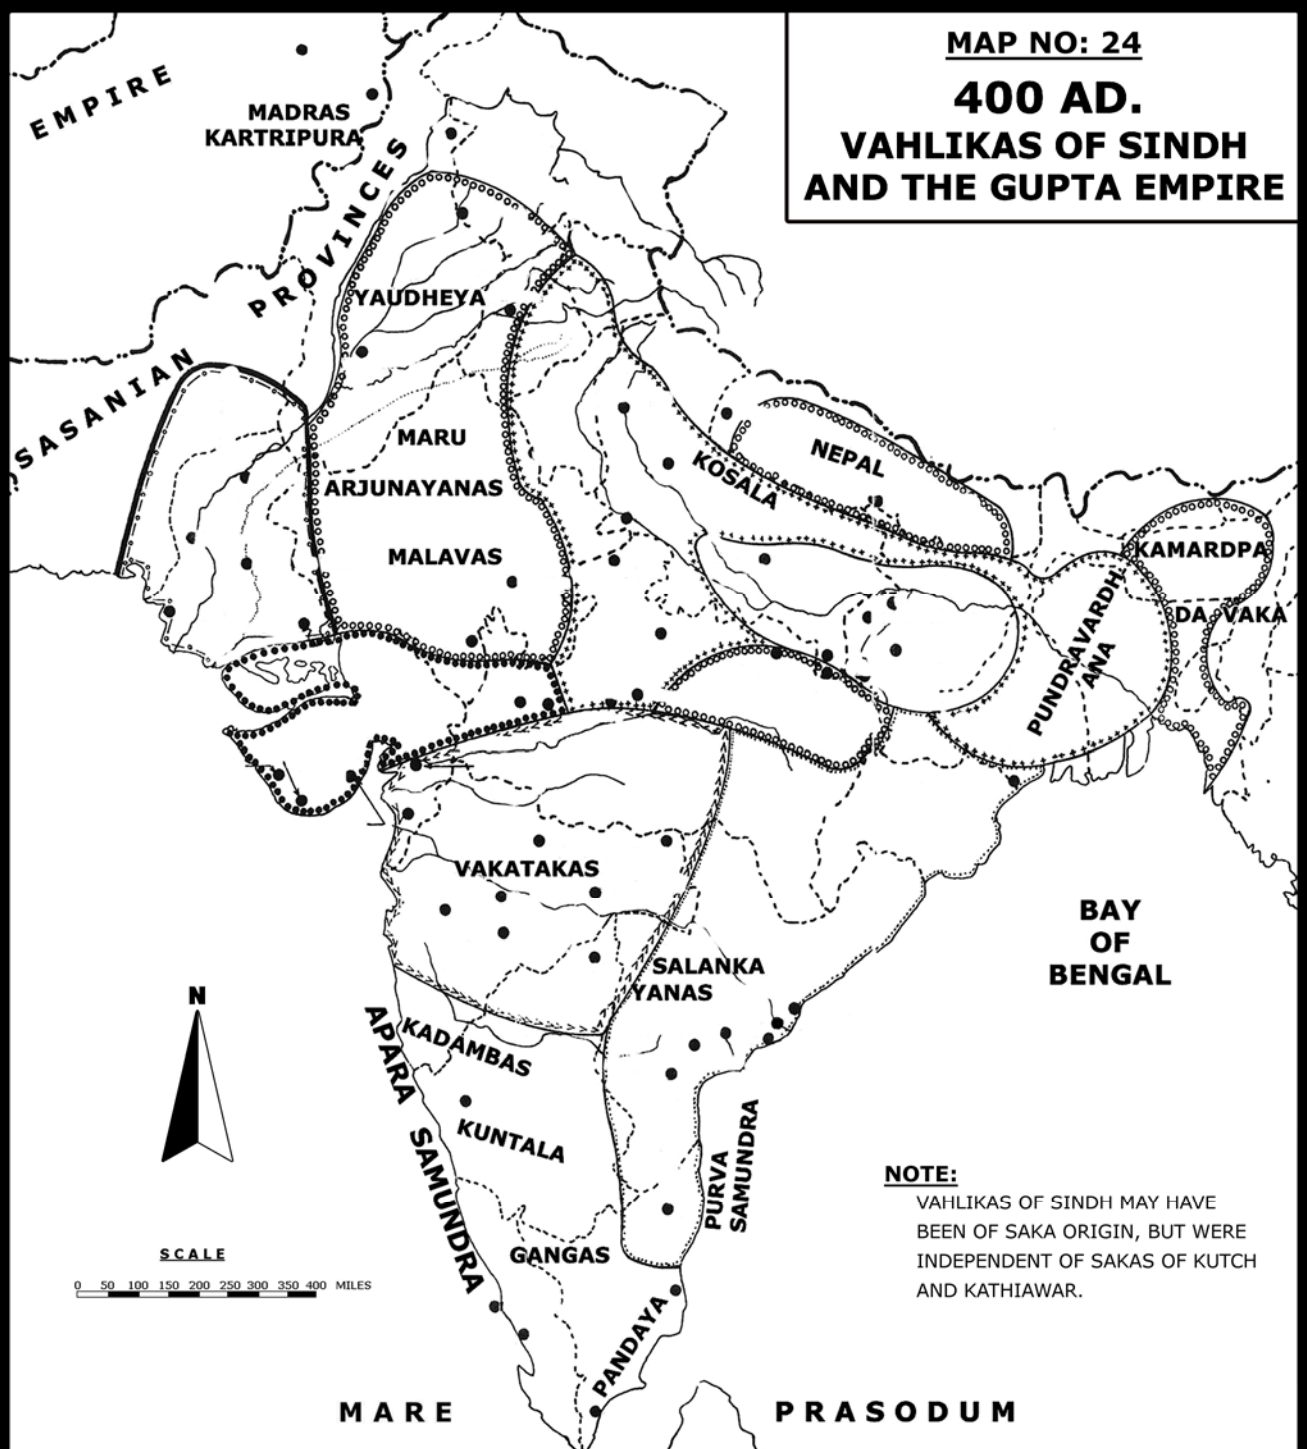 MAP NO: 24
400 AD.
VAHLIKAS OF SINDH
AND THE GUPTA EMPIRE
EMPIRE
MADRAS
KARTRIPURA
PROVINCES
SASANIAN
YAUDHEYA
MARU
ARJUNAYANAS
MALAVAS
KOSALA
NEPAL
KAMARDPA
DA VAKA
PUNDRAVARDH
ANA
VAKATAKAS
SALANKA
YANAS
BAY
OF
BENGAL
N
APARA SAMUNDRA
KADAMBAS
KUNTALA
PURVA
SAMUNDRA
GANGAS
PANDAYA
NOTE:
VAHLIKAS OF SINDH MAY HAVE
BEEN OF SAKA ORIGIN, BUT WERE
INDEPENDENT OF SAKAS OF KUTCH
AND KATHIAWAR.
SCALE
0 50 100 150 200 250 300 350 400 MILES
MARE PRASODUM